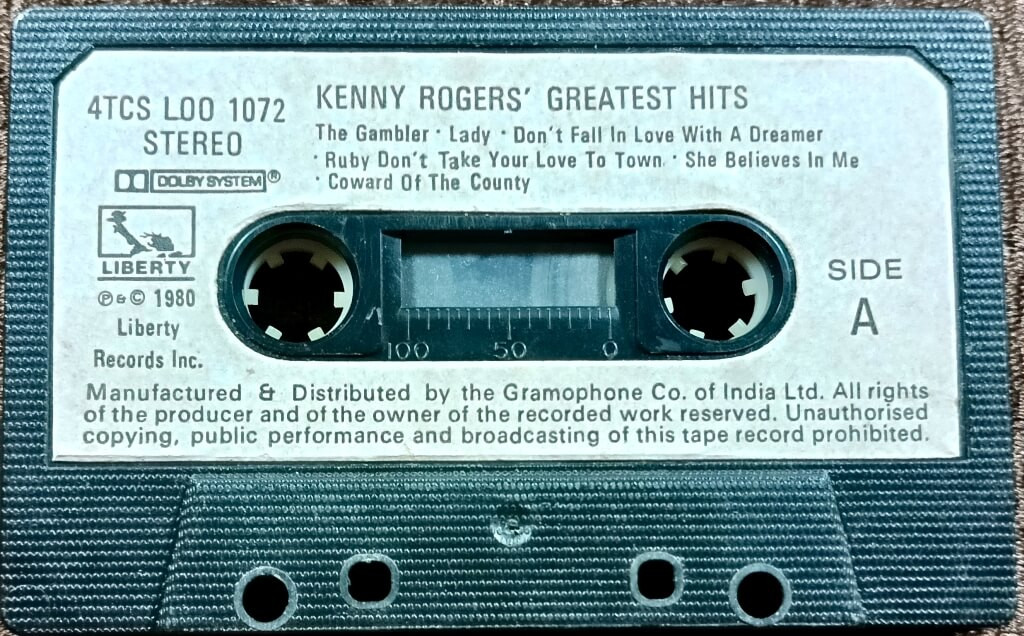 4TCS LOO 1072
STEREO
DOLBY SYSTEM®
LIBERTY
℗ & © 1980
Liberty
Records Inc.
KENNY ROGERS' GREATEST HITS
The Gambler · Lady · Don't Fall In Love With A Dreamer
· Ruby Don't Take Your Love To Town · She Believes In Me
· Coward Of The County
SIDE
A
100 50 0
Manufactured & Distributed by the Gramophone Co. of India Ltd. All rights
of the producer and of the owner of the recorded work reserved. Unauthorised
copying, public performance and broadcasting of this tape record prohibited.